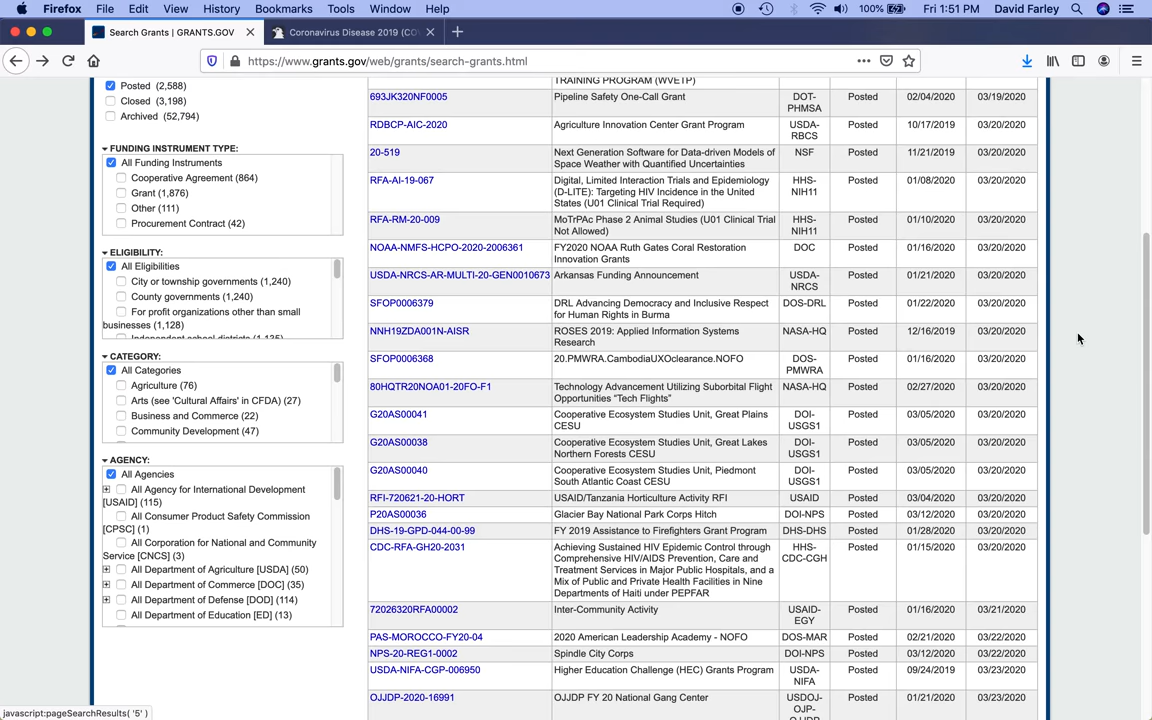 Firefox File Edit View History Bookmarks Tools Window Help 100% Fri 1:51 PM David Farley
Search Grants | GRANTS.GOV Coronavirus Disease 2019 (CO
https://www.grants.gov/web/grants/search-grants.html
Posted (2,588)
Closed (3,198)
Archived (52,794)
FUNDING INSTRUMENT TYPE:
All Funding Instruments
Cooperative Agreement (864)
Grant (1,876)
Other (111)
Procurement Contract (42)
ELIGIBILITY:
All Eligibilities
City or township governments (1,240)
County governments (1,240)
For profit organizations other than small
businesses (1,128)
Independent school districts (1,135)
CATEGORY:
All Categories
Agriculture (76)
Arts (see 'Cultural Affairs' in CFDA) (27)
Business and Commerce (22)
Community Development (47)
AGENCY:
All Agencies
All Agency for International Development
[USAID] (115)
All Consumer Product Safety Commission
[CPSC] (1)
All Corporation for National and Community
Service [CNCS] (3)
All Department of Agriculture [USDA] (50)
All Department of Commerce [DOC] (35)
All Department of Defense [DOD] (114)
All Department of Education [ED] (13)
TRAINING PROGRAM (WVETP)
693JK320NF0005 Pipeline Safety One-Call Grant DOT- Posted 02/04/2020 03/19/2020
PHMSA
RDBCP-AIC-2020 Agriculture Innovation Center Grant Program USDA- Posted 10/17/2019 03/20/2020
RBCS
20-519 Next Generation Software for Data-driven Models of NSF Posted 11/21/2019 03/20/2020
Space Weather with Quantified Uncertainties
RFA-AI-19-067 Digital, Limited Interaction Trials and Epidemiology HHS- Posted 01/08/2020 03/20/2020
(D-LITE): Targeting HIV Incidence in the United NIH11
States (U01 Clinical Trial Required)
RFA-RM-20-009 MoTrPAc Phase 2 Animal Studies (U01 Clinical Trial HHS- Posted 01/10/2020 03/20/2020
Not Allowed) NIH11
NOAA-NMFS-HCPO-2020-2006361 FY2020 NOAA Ruth Gates Coral Restoration DOC Posted 01/16/2020 03/20/2020
Innovation Grants
USDA-NRCS-AR-MULTI-20-GEN0010673 Arkansas Funding Announcement USDA- Posted 01/21/2020 03/20/2020
NRCS
SFOP0006379 DRL Advancing Democracy and Inclusive Respect DOS-DRL Posted 01/22/2020 03/20/2020
for Human Rights in Burma
NNH19ZDA001N-AISR ROSES 2019: Applied Information Systems NASA-HQ Posted 12/16/2019 03/20/2020
Research
SFOP0006368 20.PMWRA.CambodiaUXOclearance.NOFO DOS- Posted 01/16/2020 03/20/2020
PMWRA
80HQTR20NOA01-20FO-F1 Technology Advancement Utilizing Suborbital Flight NASA-HQ Posted 02/27/2020 03/20/2020
Opportunities “Tech Flights”
G20AS00041 Cooperative Ecosystem Studies Unit, Great Plains DOI- Posted 03/05/2020 03/20/2020
CESU USGS1
G20AS00038 Cooperative Ecosystem Studies Unit, Great Lakes DOI- Posted 03/05/2020 03/20/2020
Northern Forests CESU USGS1
G20AS00040 Cooperative Ecosystem Studies Unit, Piedmont DOI- Posted 03/05/2020 03/20/2020
South Atlantic Coast CESU USGS1
RFI-720621-20-HORT USAID/Tanzania Horticulture Activity RFI USAID Posted 03/04/2020 03/20/2020
P20AS00036 Glacier Bay National Park Corps Hitch DOI-NPS Posted 03/12/2020 03/20/2020
DHS-19-GPD-044-00-99 FY 2019 Assistance to Firefighters Grant Program DHS-DHS Posted 01/28/2020 03/20/2020
CDC-RFA-GH20-2031 Achieving Sustained HIV Epidemic Control through HHS- Posted 01/15/2020 03/20/2020
Comprehensive HIV/AIDS Prevention, Care and CDC-CGH
Treatment Services in Major Public Hospitals, and a
Mix of Public and Private Health Facilities in Nine
Departments of Haiti under PEPFAR
72026320RFA00002 Inter-Community Activity USAID- Posted 01/16/2020 03/21/2020
EGY
PAS-MOROCCO-FY20-04 2020 American Leadership Academy - NOFO DOS-MAR Posted 02/21/2020 03/22/2020
NPS-20-REG1-0002 Spindle City Corps DOI-NPS Posted 03/12/2020 03/22/2020
USDA-NIFA-CGP-006950 Higher Education Challenge (HEC) Grants Program USDA- Posted 09/24/2019 03/23/2020
NIFA
OJJDP-2020-16991 OJJDP FY 20 National Gang Center USDOJ- Posted 01/21/2020 03/23/2020
OJP-
OJJDP
javascript:pageSearchResults( '5' )